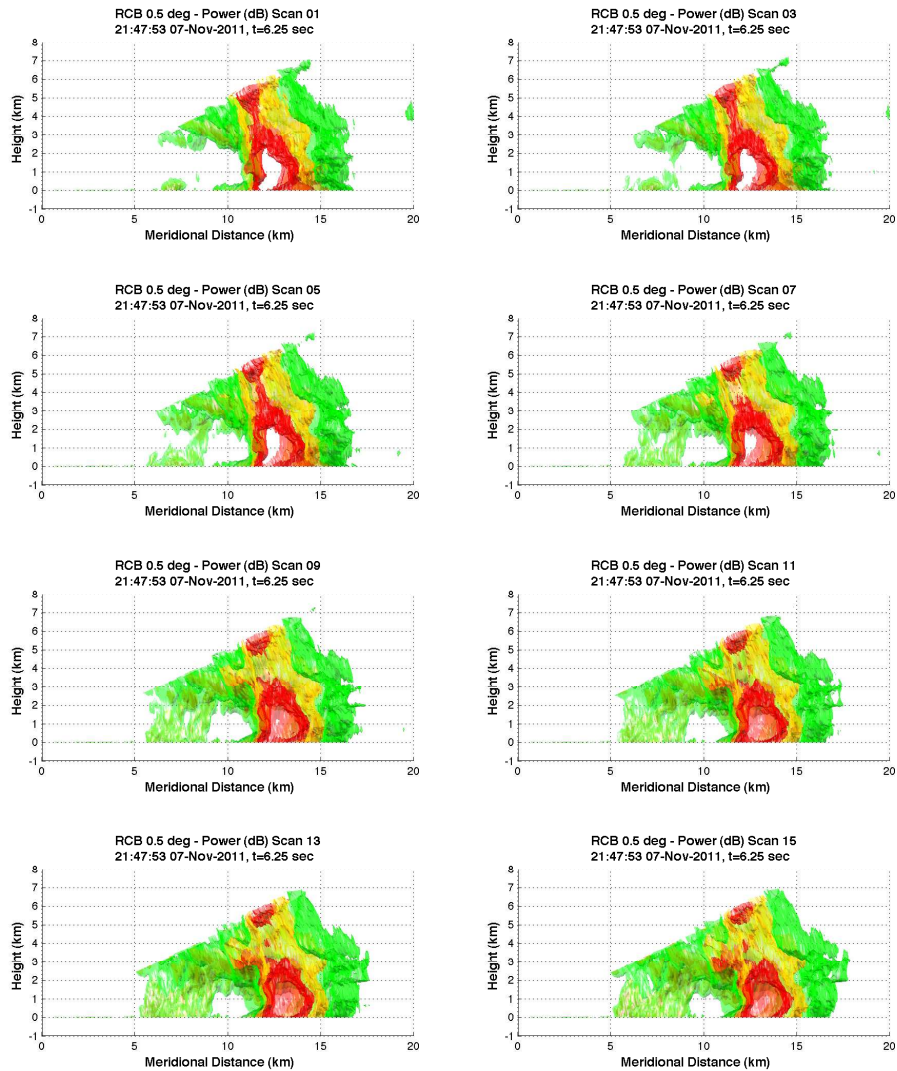 RCB 0.5 deg - Power (dB) Scan 01
21:47:53 07-Nov-2011, t=6.25 sec
8
7
6
5
4
3
2
1
0
-1
Height (km)
0 5 10 15 20
Meridional Distance (km)
RCB 0.5 deg - Power (dB) Scan 03
21:47:53 07-Nov-2011, t=6.25 sec
8
7
6
5
4
3
2
1
0
-1
Height (km)
0 5 10 15 20
Meridional Distance (km)
RCB 0.5 deg - Power (dB) Scan 05
21:47:53 07-Nov-2011, t=6.25 sec
8
7
6
5
4
3
2
1
0
-1
Height (km)
0 5 10 15 20
Meridional Distance (km)
RCB 0.5 deg - Power (dB) Scan 07
21:47:53 07-Nov-2011, t=6.25 sec
8
7
6
5
4
3
2
1
0
-1
Height (km)
0 5 10 15 20
Meridional Distance (km)
RCB 0.5 deg - Power (dB) Scan 09
21:47:53 07-Nov-2011, t=6.25 sec
8
7
6
5
4
3
2
1
0
-1
Height (km)
0 5 10 15 20
Meridional Distance (km)
RCB 0.5 deg - Power (dB) Scan 11
21:47:53 07-Nov-2011, t=6.25 sec
8
7
6
5
4
3
2
1
0
-1
Height (km)
0 5 10 15 20
Meridional Distance (km)
RCB 0.5 deg - Power (dB) Scan 13
21:47:53 07-Nov-2011, t=6.25 sec
8
7
6
5
4
3
2
1
0
-1
Height (km)
0 5 10 15 20
Meridional Distance (km)
RCB 0.5 deg - Power (dB) Scan 15
21:47:53 07-Nov-2011, t=6.25 sec
8
7
6
5
4
3
2
1
0
-1
Height (km)
0 5 10 15 20
Meridional Distance (km)